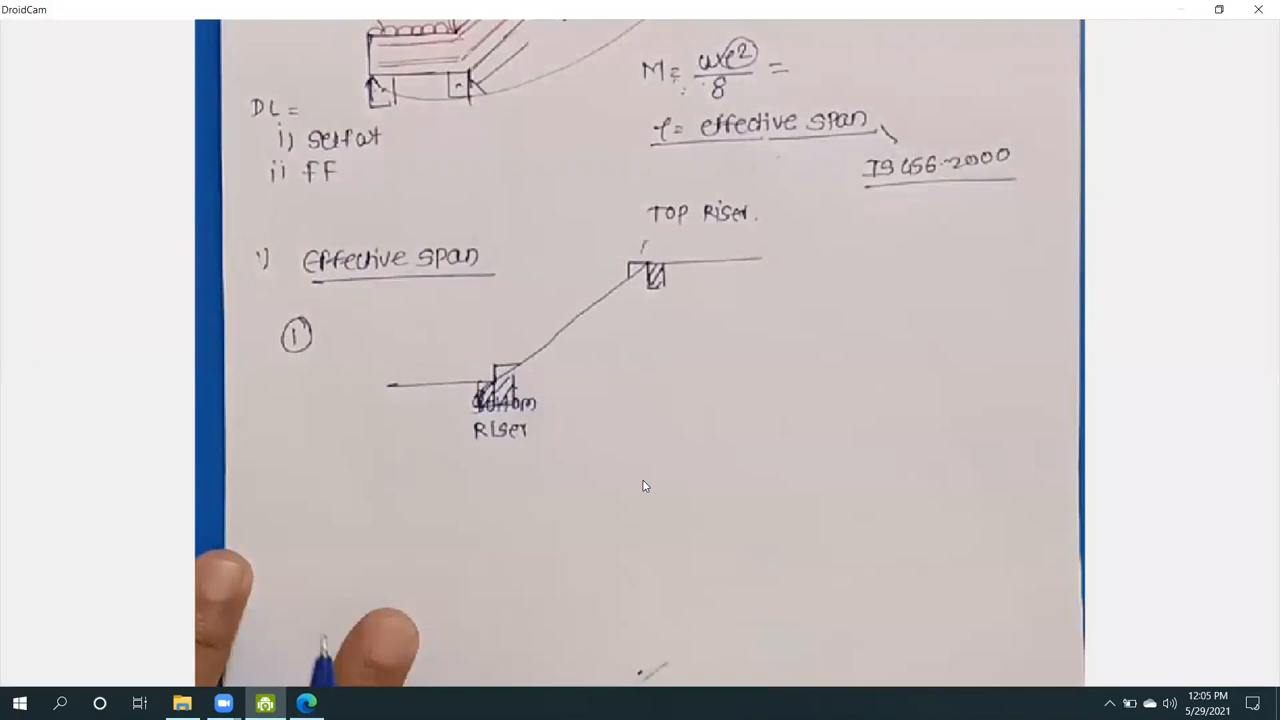 DroidCam
M = wxl²/8 =
DL =
i) selfwt
ii) FF
l = effective span
IS 456-2000
TOP Riser.
1) Effective span
1
Bottom
Riser
12:05 PM
5/29/2021